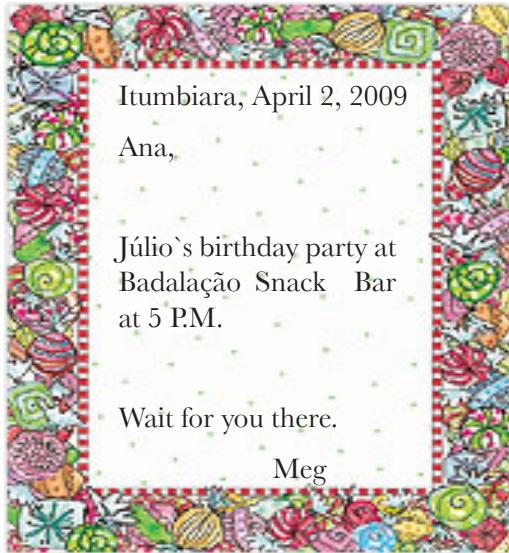 Itumbiara, April 2, 2009
Ana,
Júlio`s birthday party at
Badalação Snack Bar
at 5 P.M.
Wait for you there.
Meg